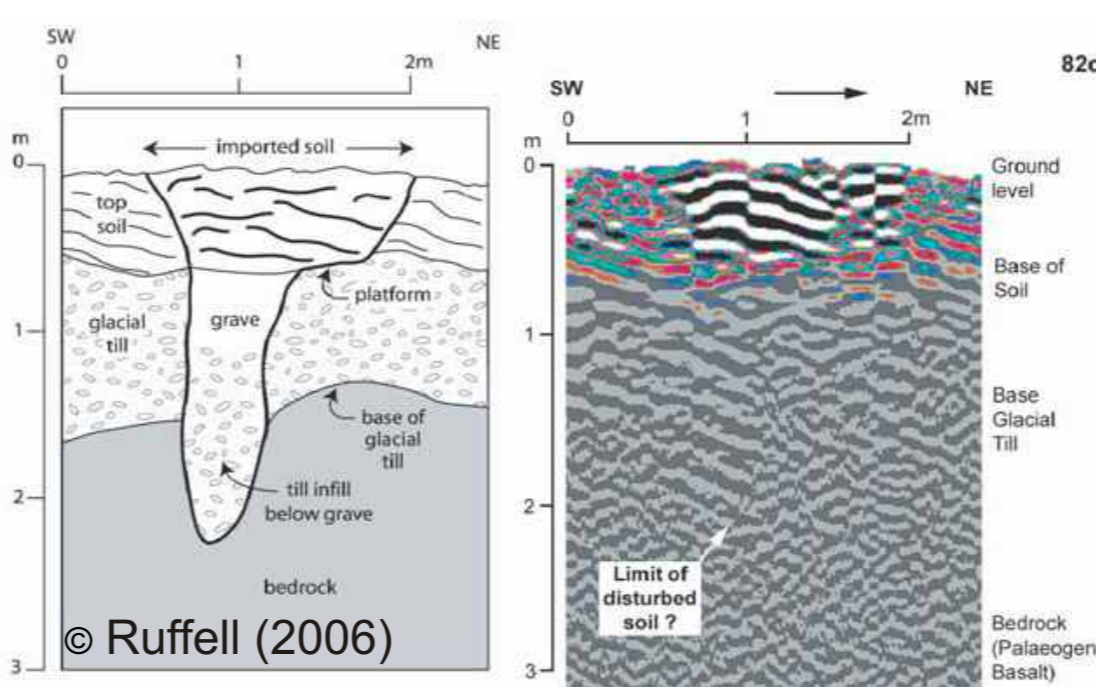 SW
NE
0 1 2m
m
0
imported soil
top
soil
platform
glacial
till
grave
1
base of
glacial
till
2
till infill
below grave
bedrock
© Ruffell (2006)
3
82c
SW NE
0 1 2m
m
0
Ground
level
Base of
Soil
1
Base
Glacial
Till
2
Limit of
disturbed
soil ?
Bedrock
(Palaeogen
Basalt)
3